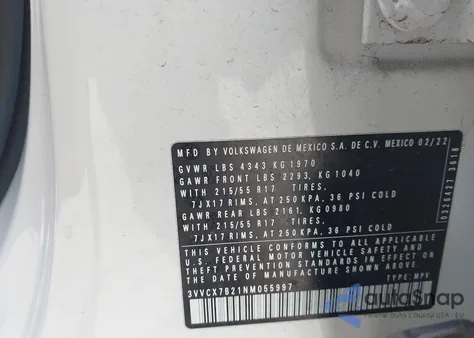 MFD BY VOLKSWAGEN DE MEXICO S.A. DE C.V. MEXICO 02/22
GVWR LBS 4343 KG 1970
GAWR FRONT LBS 2293, KG 1040
WITH 215/55 R17 TIRES,
7JX17 RIMS, AT 250 KPA, 36 PSI COLD
GAWR REAR LBS 2161, KG 0980
WITH 215/55 R17 TIRES,
7JX17 RIMS, AT 250 KPA, 36 PSI COLD
THIS VEHICLE CONFORMS TO ALL APPLICABLE
U.S. FEDERAL MOTOR VEHICLE SAFETY AND
THEFT PREVENTION STANDARDS IN EFFECT ON
THE DATE OF MANUFACTURE SHOWN ABOVE.
3VVCX7B21NM055997 TYPE: MPV
0326427 3618
autoSnap